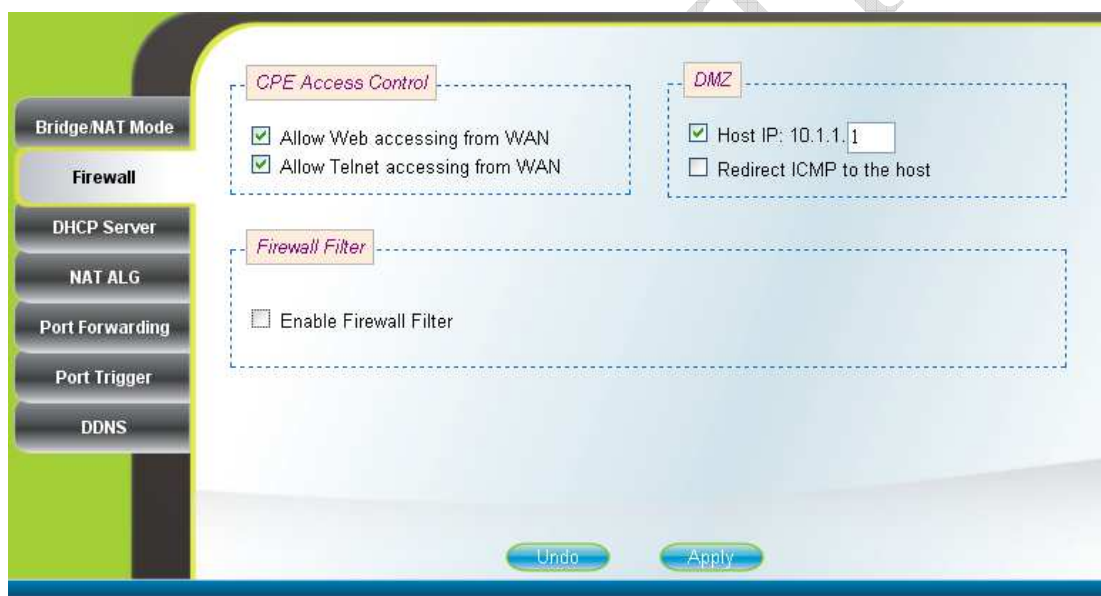 Bridge/NAT Mode
Firewall
DHCP Server
NAT ALG
Port Forwarding
Port Trigger
DDNS
CPE Access Control
Allow Web accessing from WAN
Allow Telnet accessing from WAN
DMZ
Host IP: 10.1.1.1
Redirect ICMP to the host
Firewall Filter
Enable Firewall Filter
Undo
Apply